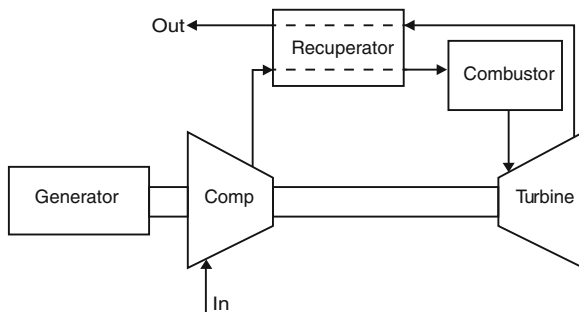 Out
Recuperator
Combustor
Generator
Comp
Turbine
In